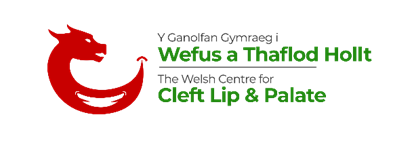 Y Ganolfan Gymraeg i
Wefus a Thaflod Hollt
The Welsh Centre for
Cleft Lip & Palate